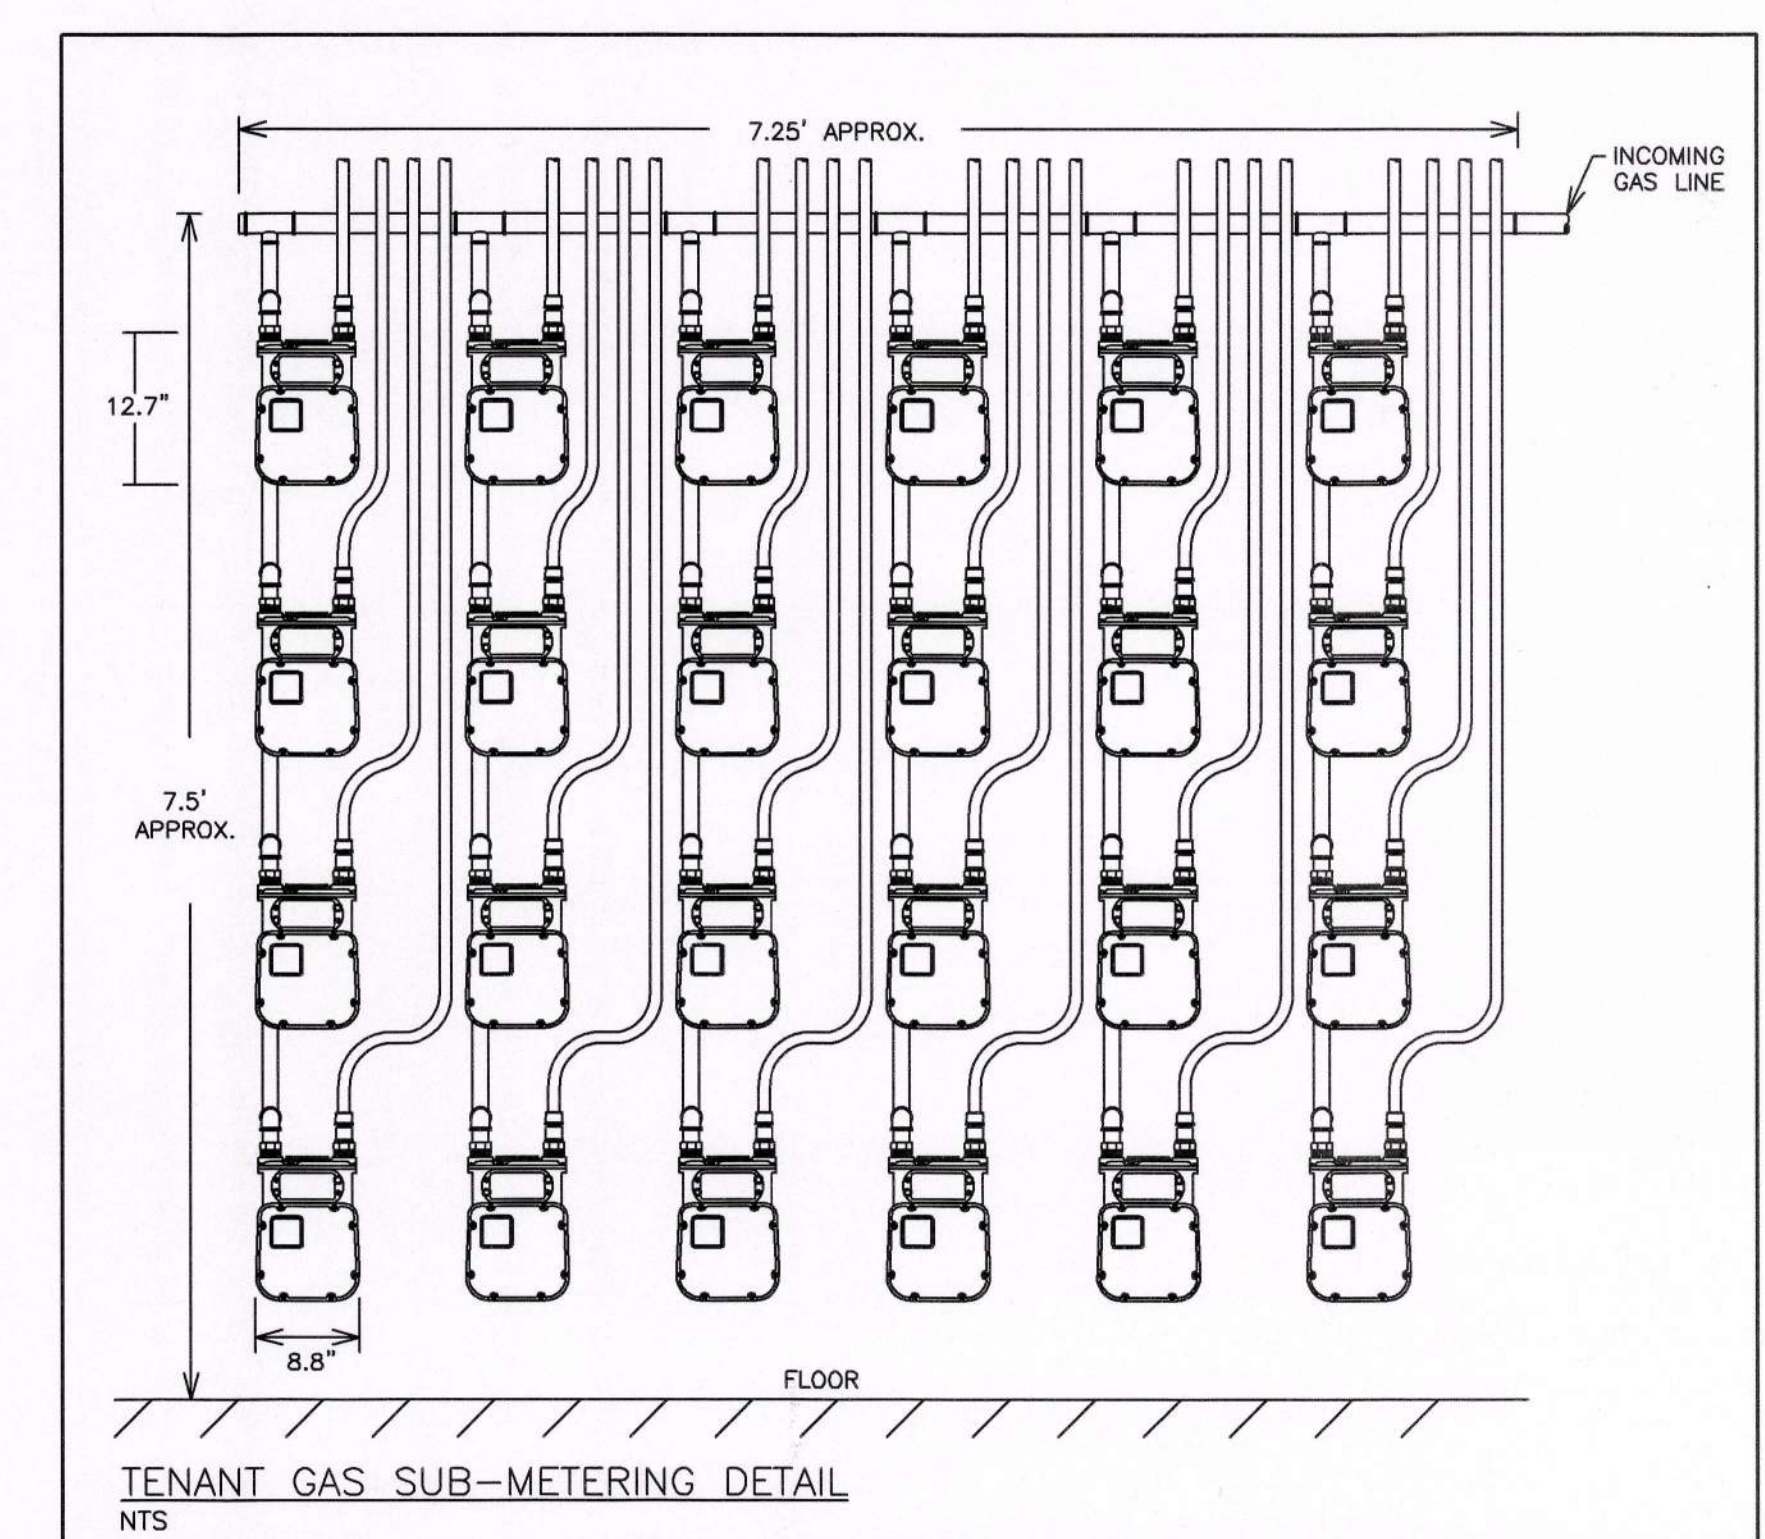 7.25' APPROX.
INCOMING
GAS LINE
12.7"
7.5'
APPROX.
8.8"
FLOOR
TENANT GAS SUB-METERING DETAIL
NTS